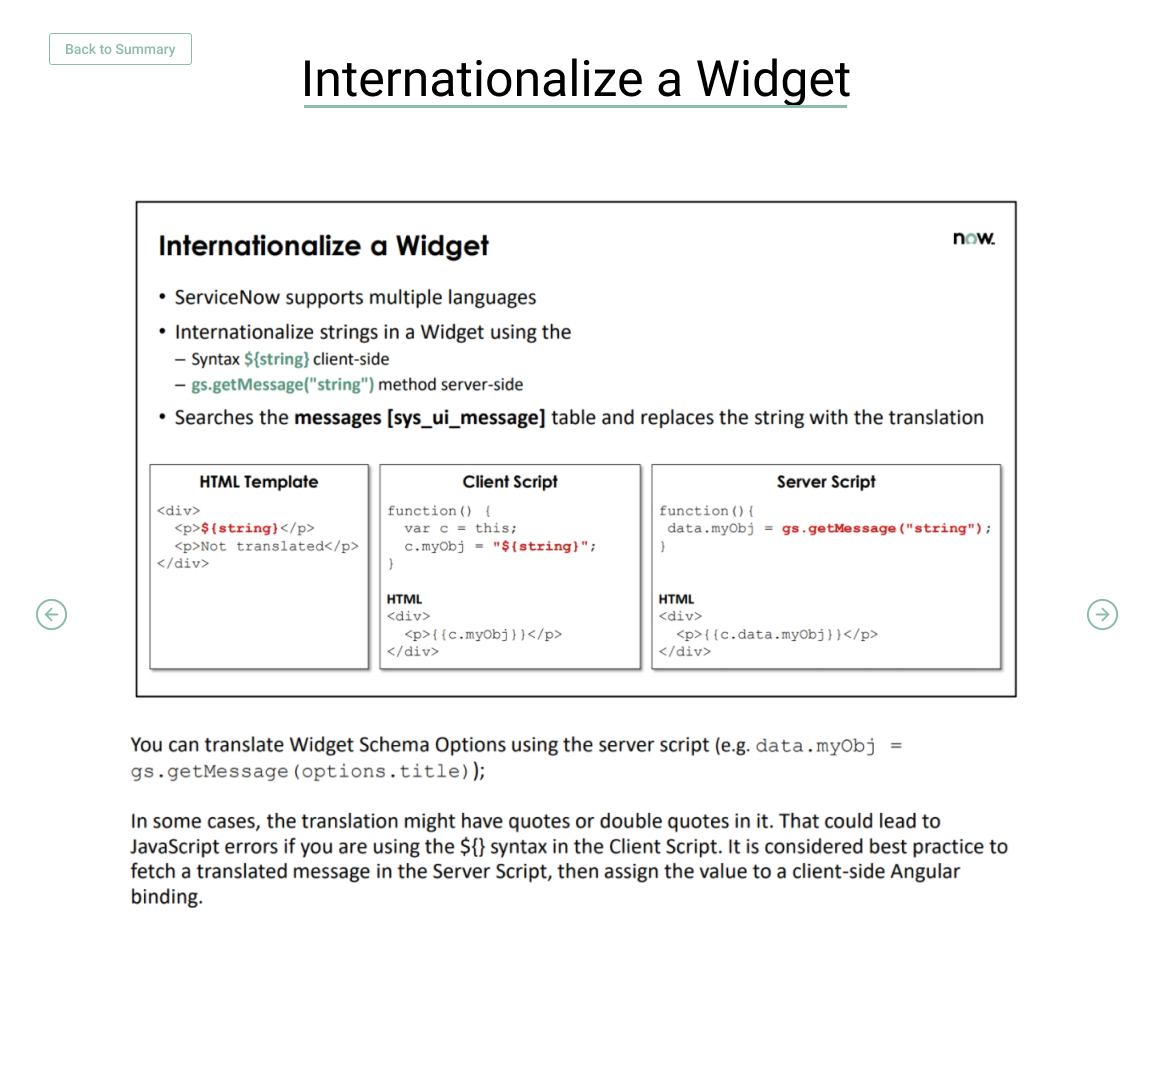 Back to Summary
Internationalize a Widget
Internationalize a Widget
now.
• ServiceNow supports multiple languages
• Internationalize strings in a Widget using the
– Syntax ${string} client-side
– gs.getMessage("string") method server-side
• Searches the messages [sys_ui_message] table and replaces the string with the translation
HTML Template
<div>
<p>${string}</p>
<p>Not translated</p>
</div>
Client Script
function() {
var c = this;
c.myObj = "${string}";
}
HTML
<div>
<p>{{c.myObj}}</p>
</div>
Server Script
function(){
data.myObj = gs.getMessage("string");
}
HTML
<div>
<p>{{c.data.myObj}}</p>
</div>
You can translate Widget Schema Options using the server script (e.g. data.myObj =
gs.getMessage(options.title));
In some cases, the translation might have quotes or double quotes in it. That could lead to
JavaScript errors if you are using the ${} syntax in the Client Script. It is considered best practice to
fetch a translated message in the Server Script, then assign the value to a client-side Angular
binding.